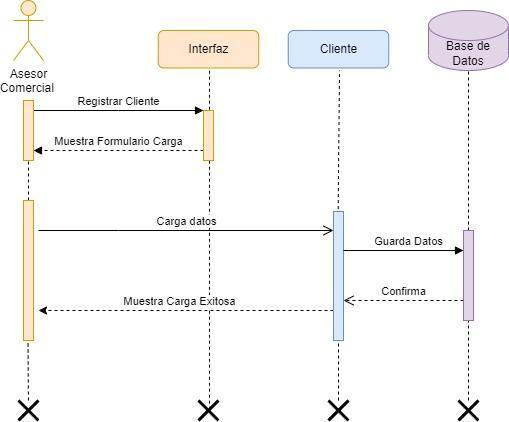 Asesor
Comercial
Interfaz
Cliente
Base de
Datos
Registrar Cliente
Muestra Formulario Carga
Carga datos
Guarda Datos
Confirma
Muestra Carga Exitosa